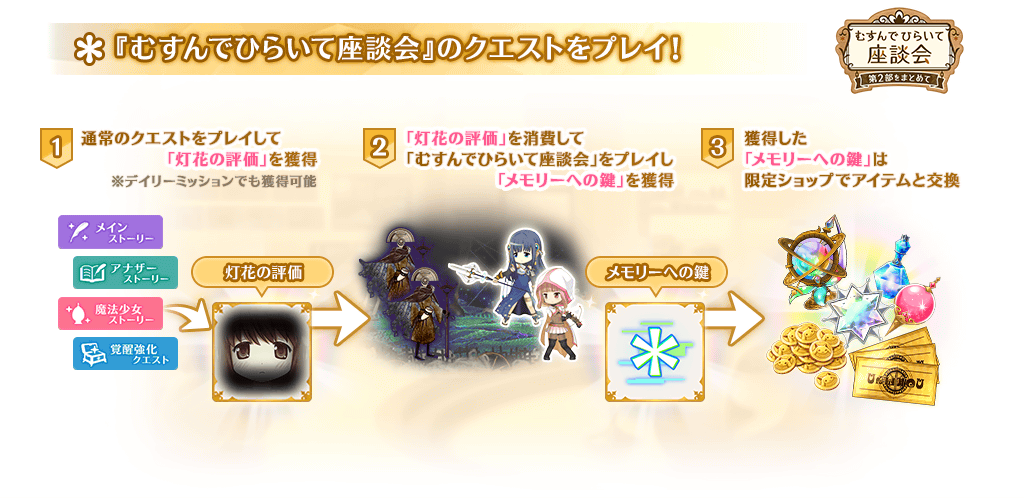 『むすんでひらいて座談会』のクエストをプレイ!
むすんでひらいて
座談会
第2部をまとめて
1
通常のクエストをプレイして
「灯花の評価」を獲得
※デイリーミッションでも獲得可能
2
「灯花の評価」を消費して
「むすんでひらいて座談会」をプレイし
「メモリーへの鍵」を獲得
3
獲得した
「メモリーへの鍵」は
限定ショップでアイテムと交換
メイン
ストーリー
アナザー
ストーリー
魔法少女
ストーリー
覚醒強化
クエスト
灯花の評価
メモリーへの鍵